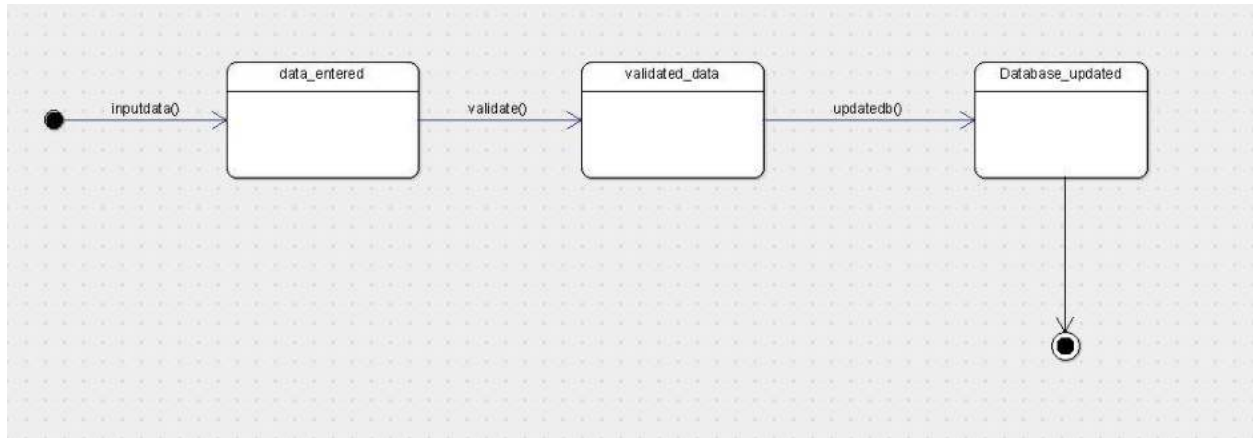 data_entered
validated_data
Database_updated
inputdata()
validate()
updatedb()